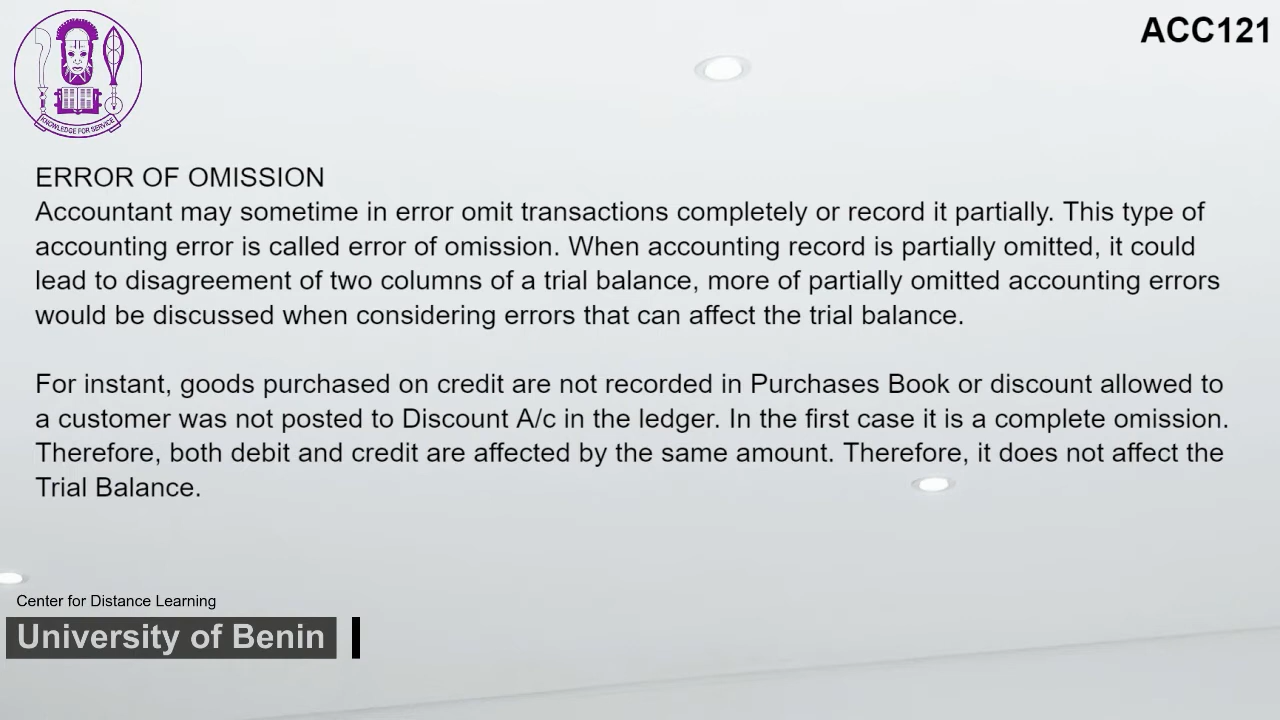 ACC121
KNOWLEDGE FOR SERVICE
ERROR OF OMISSION
Accountant may sometime in error omit transactions completely or record it partially. This type of
accounting error is called error of omission. When accounting record is partially omitted, it could
lead to disagreement of two columns of a trial balance, more of partially omitted accounting errors
would be discussed when considering errors that can affect the trial balance.
For instant, goods purchased on credit are not recorded in Purchases Book or discount allowed to
a customer was not posted to Discount A/c in the ledger. In the first case it is a complete omission.
Therefore, both debit and credit are affected by the same amount. Therefore, it does not affect the
Trial Balance.
Center for Distance Learning
University of Benin